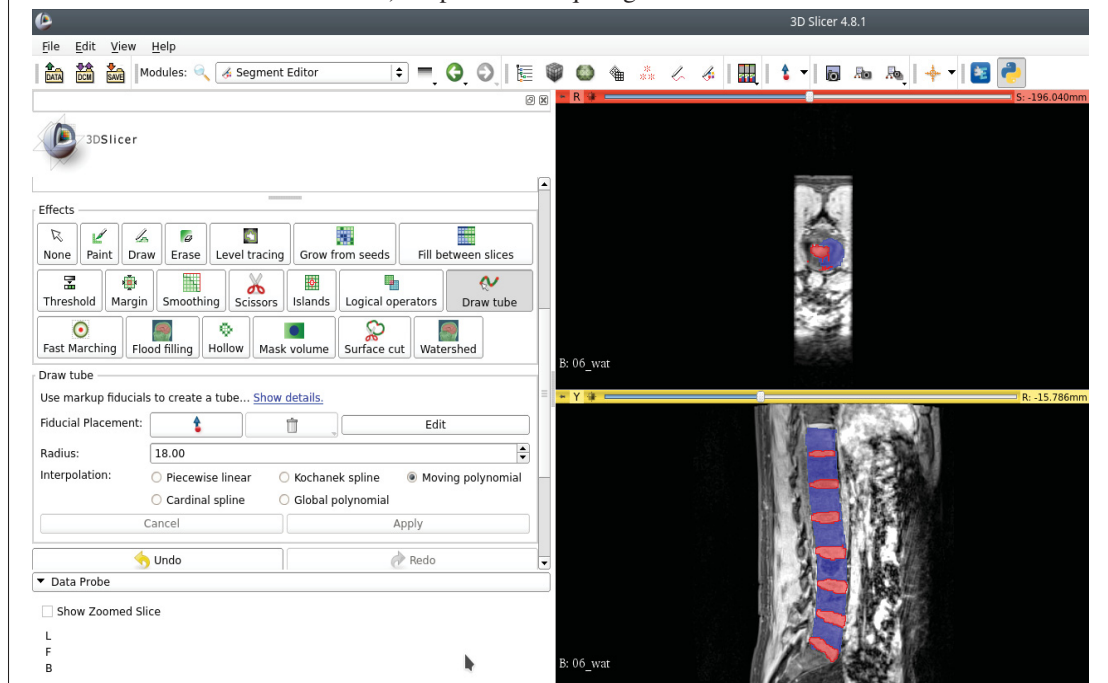 3D Slicer 4.8.1
File Edit View Help
DATA DCM SAVE Modules: Segment Editor
R S: -196.040mm
3DSlicer
Effects
None Paint Draw Erase Level tracing Grow from seeds Fill between slices
Threshold Margin Smoothing Scissors Islands Logical operators Draw tube
Fast Marching Flood filling Hollow Mask volume Surface cut Watershed
B: 06_wat
Draw tube
Use markup fiducials to create a tube... Show details.
Y R: -15.786mm
Fiducial Placement: Edit
Radius: 18.00
Interpolation: Piecewise linear Kochanek spline Moving polynomial
Cardinal spline Global polynomial
Cancel Apply
Undo Redo
Data Probe
Show Zoomed Slice
L
F
B
B: 06_wat